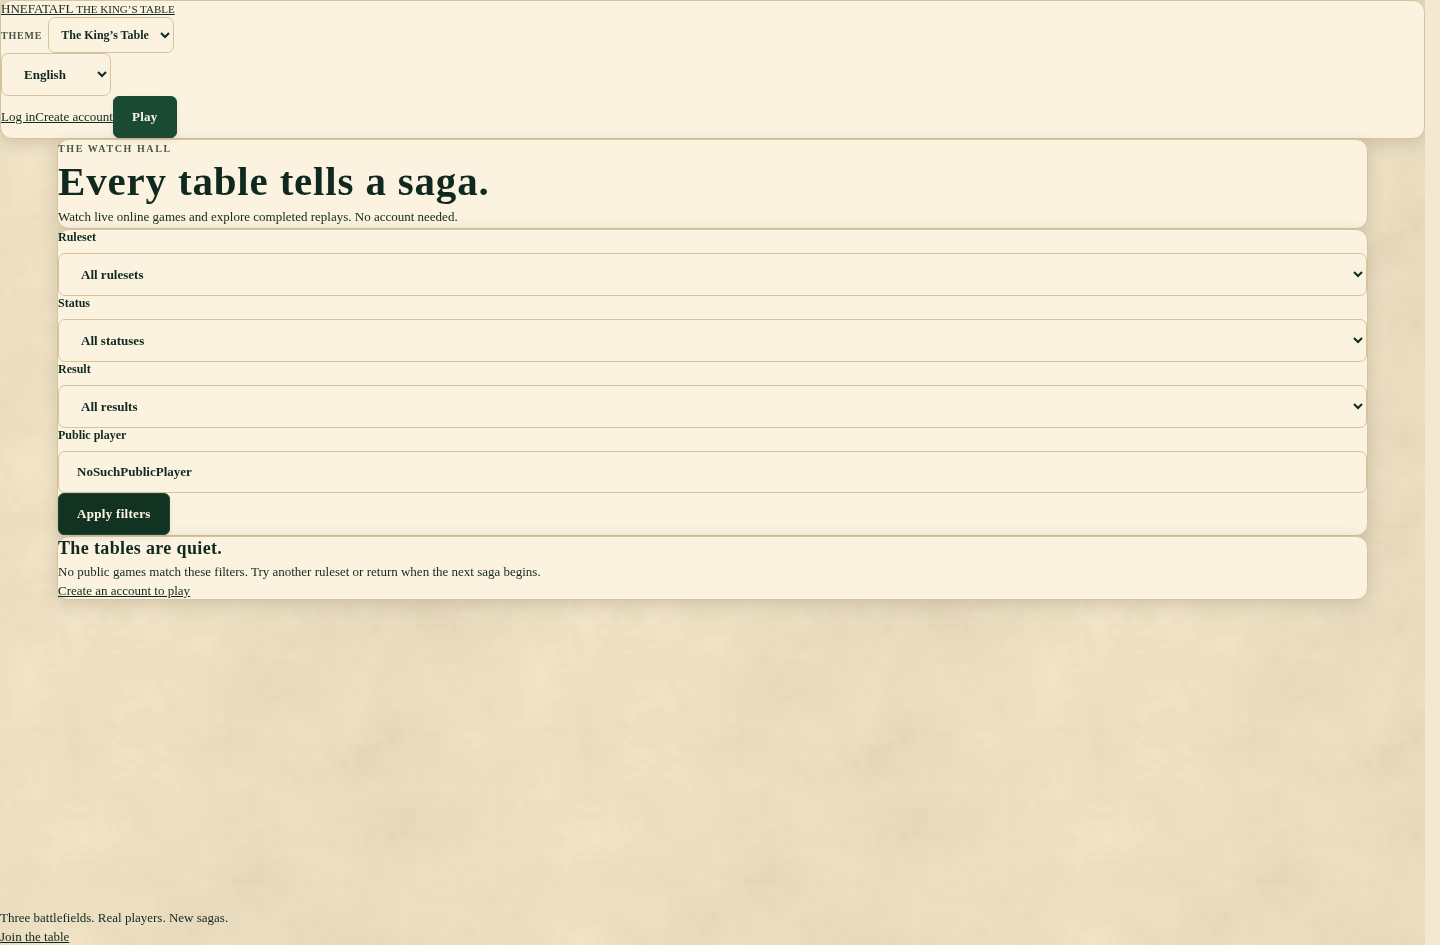 HNEFATAFL THE KING’S TABLE
THEME The King’s Table
English
Log in Create account Play
THE WATCH HALL
Every table tells a saga.
Watch live online games and explore completed replays. No account needed.
Ruleset
All rulesets
Status
All statuses
Result
All results
Public player
NoSuchPublicPlayer
Apply filters
The tables are quiet.
No public games match these filters. Try another ruleset or return when the next saga begins.
Create an account to play
Three battlefields. Real players. New sagas.
Join the table